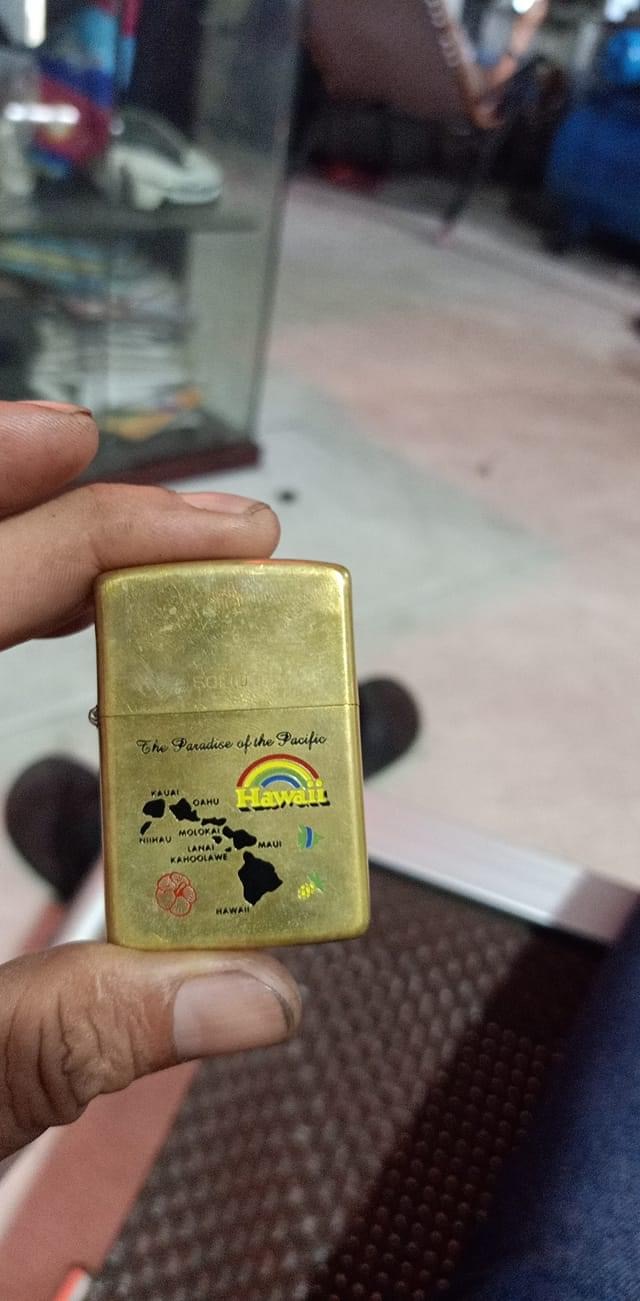 The Paradise of the Pacific
Hawaii
KAUAI
OAHU
NIIHAU
MOLOKAI
LANAI
MAUI
KAHOOLAWE
HAWAII